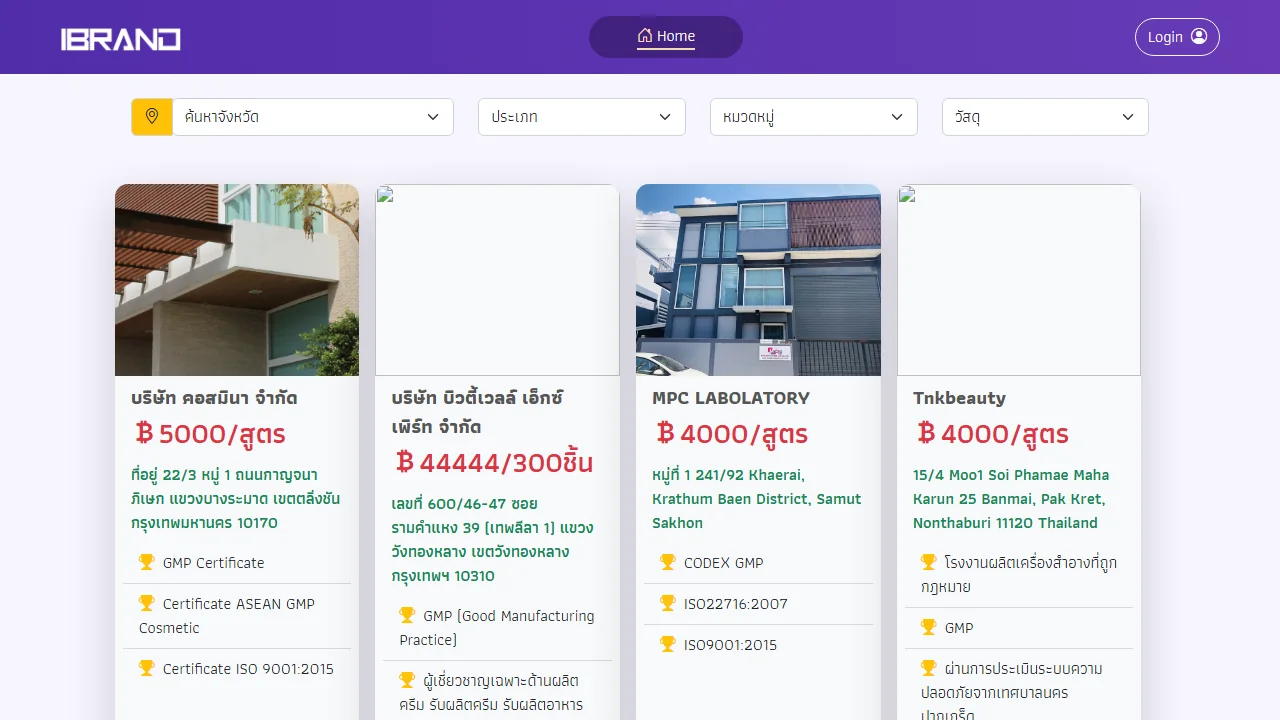 IBRAND
Home
Login
ค้นหาจังหวัด
ประเภท
หมวดหมู่
วัสดุ
บริษัท คอสมินา จำกัด
฿ 5000/สูตร
ที่อยู่ 22/3 หมู่ 1 ถนนกาญจนา
ภิเษก แขวงบางระมาด เขตตลิ่งชัน
กรุงเทพมหานคร 10170
GMP Certificate
Certificate ASEAN GMP
Cosmetic
Certificate ISO 9001:2015
บริษัท บิวตี้เวลล์ เอ็กซ์
เพิร์ท จำกัด
฿ 44444/300ชิ้น
เลขที่ 600/46-47 ซอย
รามคำแหง 39 (เทพลีลา 1) แขวง
วังทองหลาง เขตวังทองหลาง
กรุงเทพฯ 10310
GMP (Good Manufacturing
Practice)
ผู้เชี่ยวชาญเฉพาะด้านผลิต
ครีม รับผลิตครีม รับผลิตอาหาร
MPC LABOLATORY
฿ 4000/สูตร
หมู่ที่ 1 241/92 Khaerai,
Krathum Baen District, Samut
Sakhon
CODEX GMP
ISO22716:2007
ISO9001:2015
Tnkbeauty
฿ 4000/สูตร
15/4 Moo1 Soi Phamae Maha
Karun 25 Banmai, Pak Kret,
Nonthaburi 11120 Thailand
โรงงานผลิตเครื่องสำอางที่ถูก
กฎหมาย
GMP
ผ่านการประเมินระบบความ
ปลอดภัยจากเทศบาลนคร
ปากเกร็ด